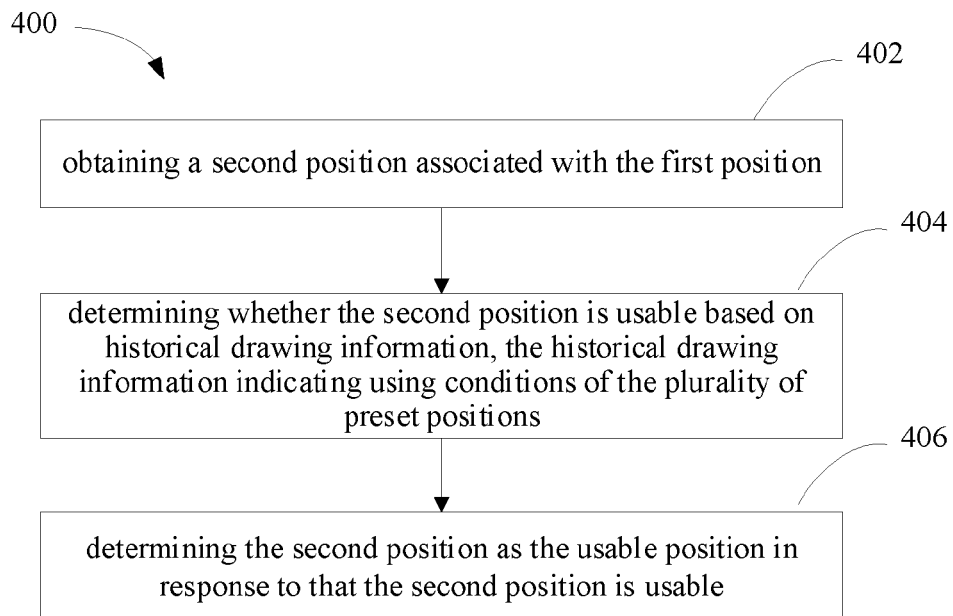 400
402
obtaining a second position associated with the first position
404
determining whether the second position is usable based on
historical drawing information, the historical drawing
information indicating using conditions of the plurality of
preset positions
406
determining the second position as the usable position in
response to that the second position is usable